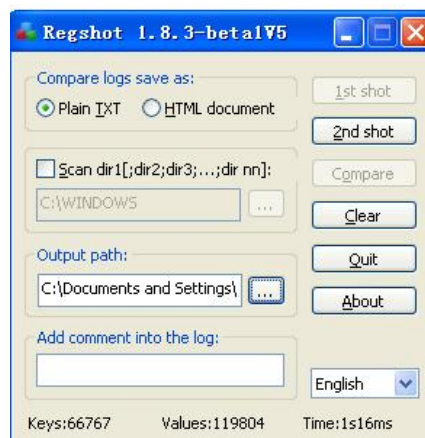 Regshot 1.8.3-beta1V5
Compare logs save as:
Plain TXT
HTML document
1st shot
2nd shot
Scan dir1[;dir2;dir3;...;dir nn]:
Compare
C:\WINDOWS
...
Clear
Output path:
Quit
C:\Documents and Settings\
...
About
Add comment into the log:
English
Keys:66767
Values:119804
Time:1s16ms